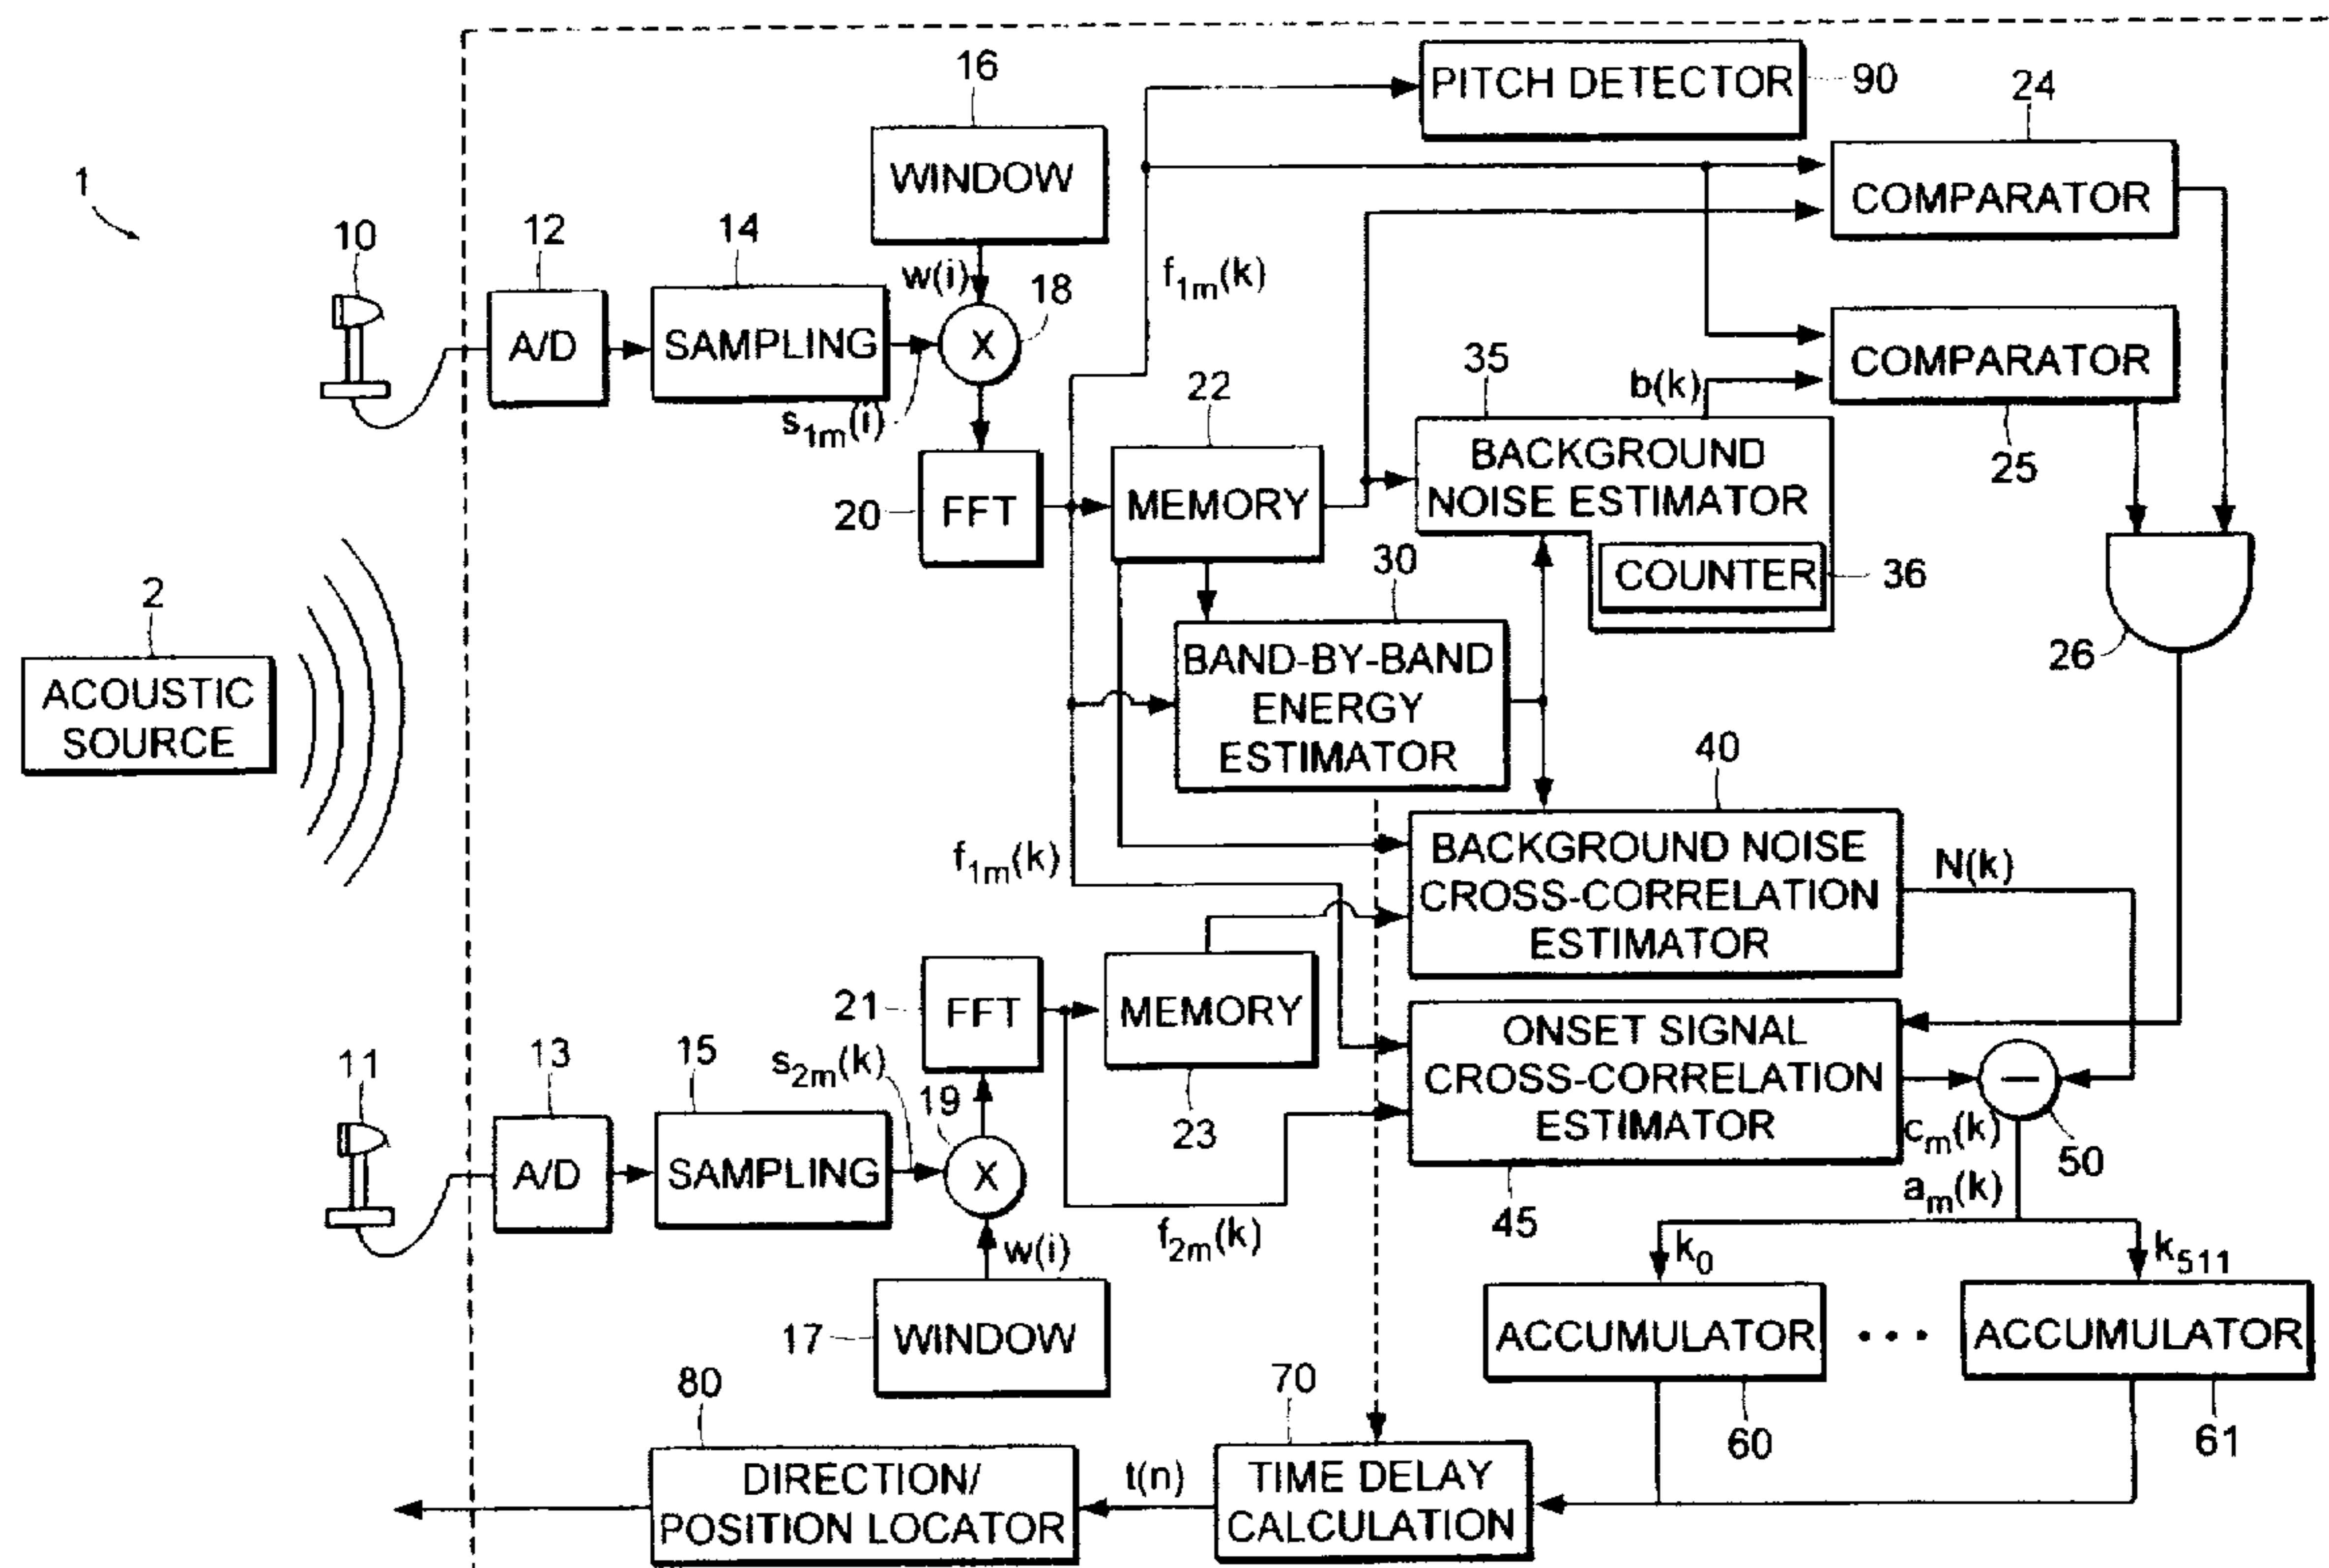 1
2
ACOUSTIC
SOURCE
10
12
A/D
14
SAMPLING
s1m(i)
16
WINDOW
w(i)
18
X
20
FFT
f1m(k)
22
MEMORY
PITCH DETECTOR
90
24
COMPARATOR
COMPARATOR
25
b(k)
35
BACKGROUND
NOISE ESTIMATOR
COUNTER
36
26
30
BAND-BY-BAND
ENERGY
ESTIMATOR
f1m(k)
40
BACKGROUND NOISE
CROSS-CORRELATION
ESTIMATOR
N(k)
11
13
A/D
15
SAMPLING
s2m(k)
19
X
21
FFT
MEMORY
23
f2m(k)
w(i)
17
WINDOW
ONSET SIGNAL
CROSS-CORRELATION
ESTIMATOR
45
cm(k)
−
50
am(k)
k0
k511
ACCUMULATOR
• • •
ACCUMULATOR
60
61
70
TIME DELAY
CALCULATION
t(n)
80
DIRECTION/
POSITION LOCATOR